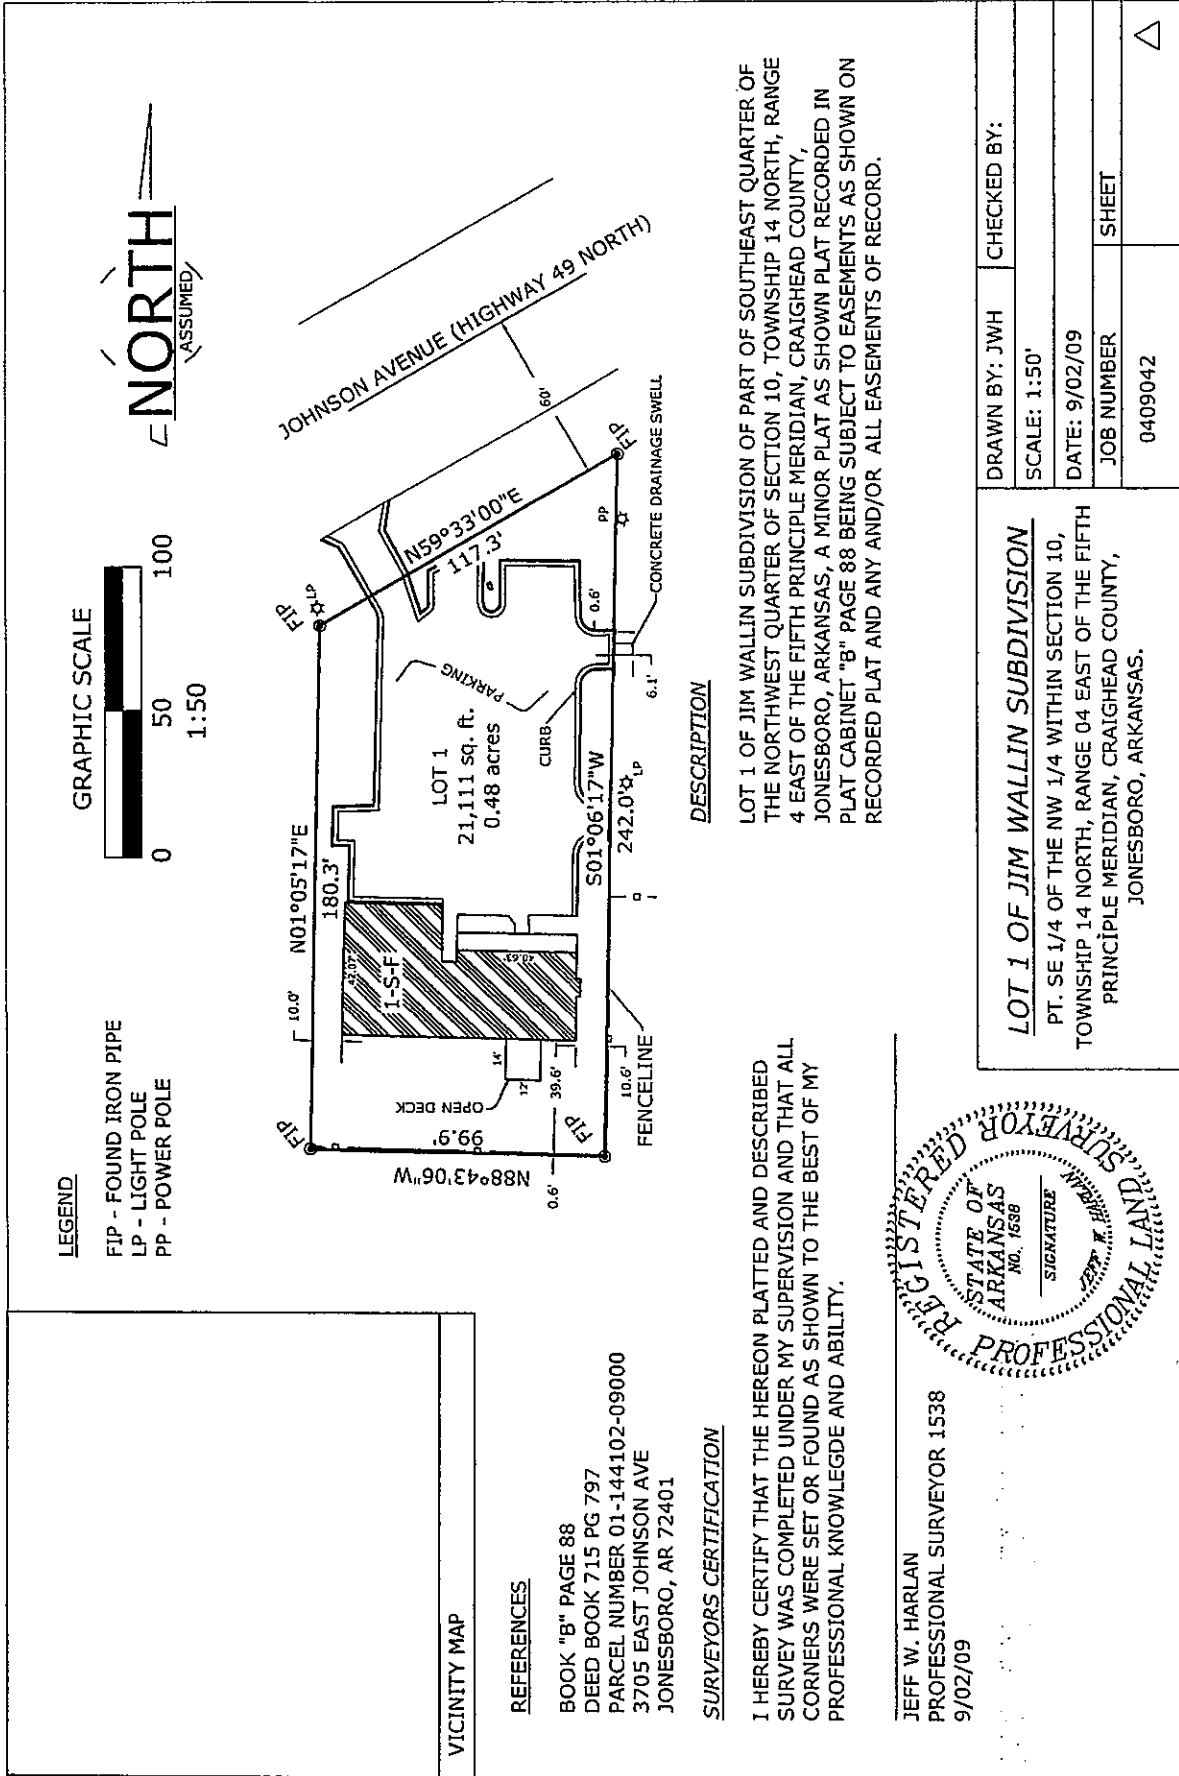 VICINITY MAP
REFERENCES
BOOK "B" PAGE 88
DEED BOOK 715 PG 797
PARCEL NUMBER 01-144102-09000
3705 EAST JOHNSON AVE
JONESBORO, AR 72401
SURVEYORS CERTIFICATION
I HEREBY CERTIFY THAT THE HEREON PLATTED AND DESCRIBED
SURVEY WAS COMPLETED UNDER MY SUPERVISION AND THAT ALL
CORNERS WERE SET OR FOUND AS SHOWN TO THE BEST OF MY
PROFESSIONAL KNOWLEGDE AND ABILITY.
JEFF W. HARLAN
PROFESSIONAL SURVEYOR 1538
9/02/09
REGISTERED
PROFESSIONAL LAND SURVEYOR
STATE OF
ARKANSAS
NO. 1538
SIGNATURE
JEFF W. HARLAN
LEGEND
FIP - FOUND IRON PIPE
LP - LIGHT POLE
PP - POWER POLE
GRAPHIC SCALE
0 50 100
1:50
NORTH
ASSUMED
JOHNSON AVENUE (HIGHWAY 49 NORTH)
60'
FIP
N01°05'17"E
180.3'
10.0'
FIP
LP
N59°33'00"E
117.3'
FIP
PP
42.07'
1-S-F
40.63'
LOT 1
21,111 sq. ft.
0.48 acres
PARKING
CURB
0.6'
CONCRETE DRAINAGE SWELL
6.1'
S01°06'17"W
242.0'
LP
OPEN DECK
14'
12'
39.6'
10.6'
FENCELINE
N88°43'06"W
99.9'
0.6'
FIP
DESCRIPTION
LOT 1 OF JIM WALLIN SUBDIVISION OF PART OF SOUTHEAST QUARTER OF
THE NORTHWEST QUARTER OF SECTION 10, TOWNSHIP 14 NORTH, RANGE
4 EAST OF THE FIFTH PRINCIPLE MERIDIAN, CRAIGHEAD COUNTY,
JONESBORO, ARKANSAS, A MINOR PLAT AS SHOWN PLAT RECORDED IN
PLAT CABINET "B" PAGE 88 BEING SUBJECT TO EASEMENTS AS SHOWN ON
RECORDED PLAT AND ANY AND/OR ALL EASEMENTS OF RECORD.
LOT 1 OF JIM WALLIN SUBDIVISION
PT. SE 1/4 OF THE NW 1/4 WITHIN SECTION 10,
TOWNSHIP 14 NORTH, RANGE 04 EAST OF THE FIFTH
PRINCIPLE MERIDIAN, CRAIGHEAD COUNTY,
JONESBORO, ARKANSAS.
DRAWN BY: JWH
CHECKED BY:
SCALE: 1:50'
DATE: 9/02/09
JOB NUMBER
SHEET
0409042